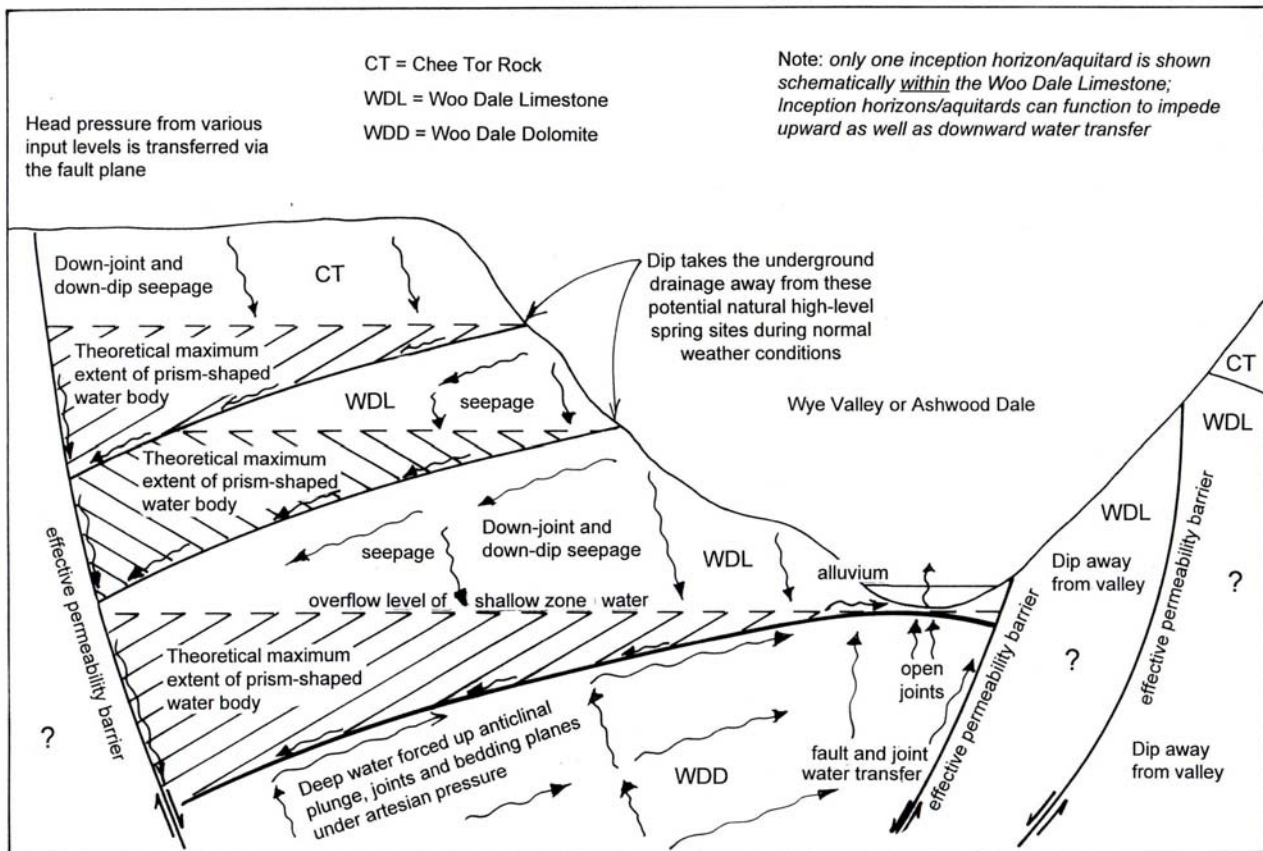 CT = Chee Tor Rock
WDL = Woo Dale Limestone
WDD = Woo Dale Dolomite
Note: only one inception horizon/aquitard is shown
schematically within the Woo Dale Limestone;
Inception horizons/aquitards can function to impede
upward as well as downward water transfer
Head pressure from various
input levels is transferred via
the fault plane
Down-joint and
down-dip seepage
CT
Dip takes the underground
drainage away from these
potential natural high-level
spring sites during normal
weather conditions
Theoretical maximum
extent of prism-shaped
water body
WDL
seepage
Wye Valley or Ashwood Dale
CT
WDL
Theoretical maximum
extent of prism-shaped
water body
effective permeability barrier
seepage
Down-joint and
down-dip seepage
WDL
alluvium
WDL
Dip away
from valley
effective permeability barrier
?
overflow level of shallow zone water
Theoretical maximum
extent of prism-shaped
water body
?
open
joints
effective permeability barrier
?
Deep water forced up anticlinal
plunge, joints and bedding planes
under artesian pressure
WDD
fault and joint
water transfer
Dip away
from valley